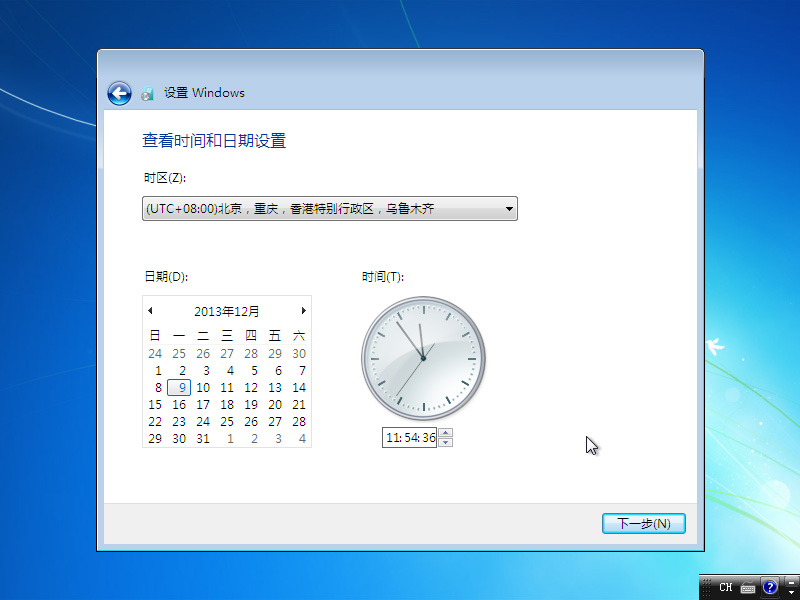 设置 Windows
查看时间和日期设置
时区(Z):
(UTC+08:00)北京，重庆，香港特别行政区，乌鲁木齐
日期(D):
2013年12月
日 一 二 三 四 五 六
24 25 26 27 28 29 30
1 2 3 4 5 6 7
8 9 10 11 12 13 14
15 16 17 18 19 20 21
22 23 24 25 26 27 28
29 30 31 1 2 3 4
时间(T):
11:54:36
下一步(N)
CH
?